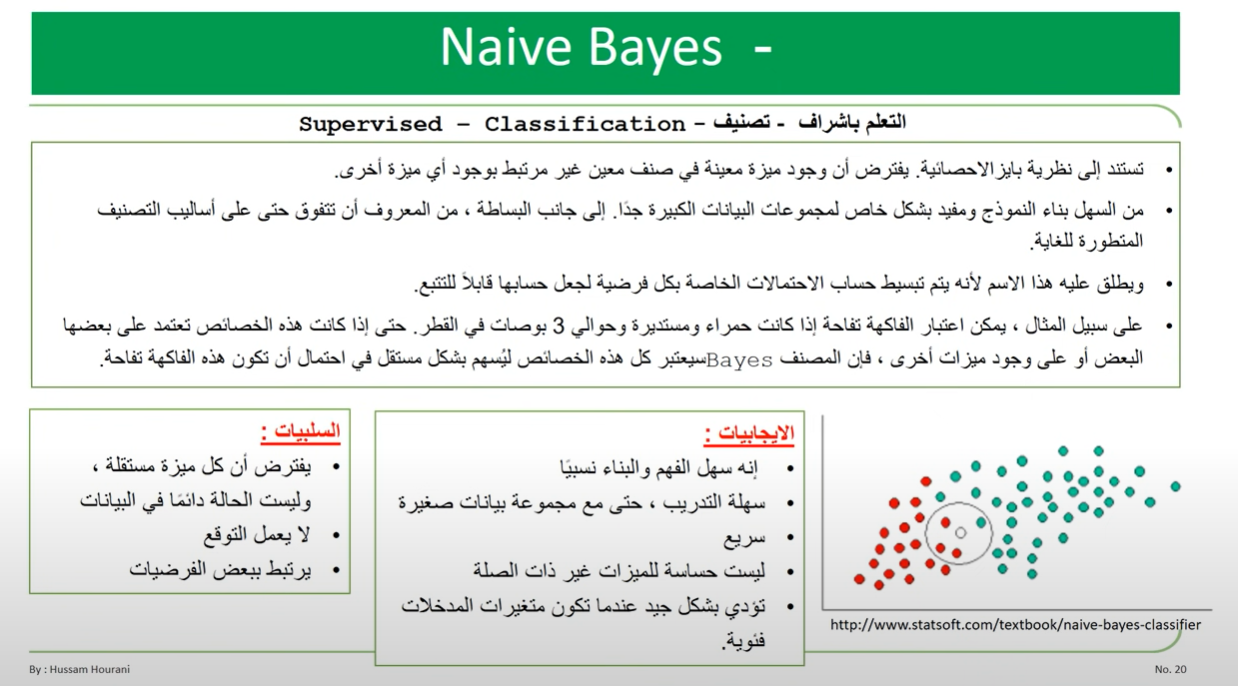 Naive Bayes -
التعلم باشراف - تصنيف - Supervised – Classification
• تستند إلى نظرية بايزالاحصائية. يفترض أن وجود ميزة معينة في صنف معين غير مرتبط بوجود أي ميزة أخرى.
• من السهل بناء النموذج ومفيد بشكل خاص لمجموعات البيانات الكبيرة جدًا. إلى جانب البساطة ، من المعروف أن تتفوق حتى على أساليب التصنيف
المتطورة للغاية.
• ويطلق عليه هذا الاسم لأنه يتم تبسيط حساب الاحتمالات الخاصة بكل فرضية لجعل حسابها قابلاً للتتبع.
• على سبيل المثال ، يمكن اعتبار الفاكهة تفاحة إذا كانت حمراء ومستديرة وحوالي 3 بوصات في القطر. حتى إذا كانت هذه الخصائص تعتمد على بعضها
البعض أو على وجود ميزات أخرى ، فإن المصنف Bayesسيعتبر كل هذه الخصائص ليُسهم بشكل مستقل في احتمال أن تكون هذه الفاكهة تفاحة.
الايجابيات :
• إنه سهل الفهم والبناء نسبيًا
• سهلة التدريب ، حتى مع مجموعة بيانات صغيرة
• سريع
• ليست حساسة للميزات غير ذات الصلة
• تؤدي بشكل جيد عندما تكون متغيرات المدخلات
فئوية.
السلبيات :
• يفترض أن كل ميزة مستقلة ،
وليست الحالة دائمًا في البيانات
• لا يعمل التوقع
• يرتبط ببعض الفرضيات
http://www.statsoft.com/textbook/naive-bayes-classifier
By : Hussam Hourani
No. 20